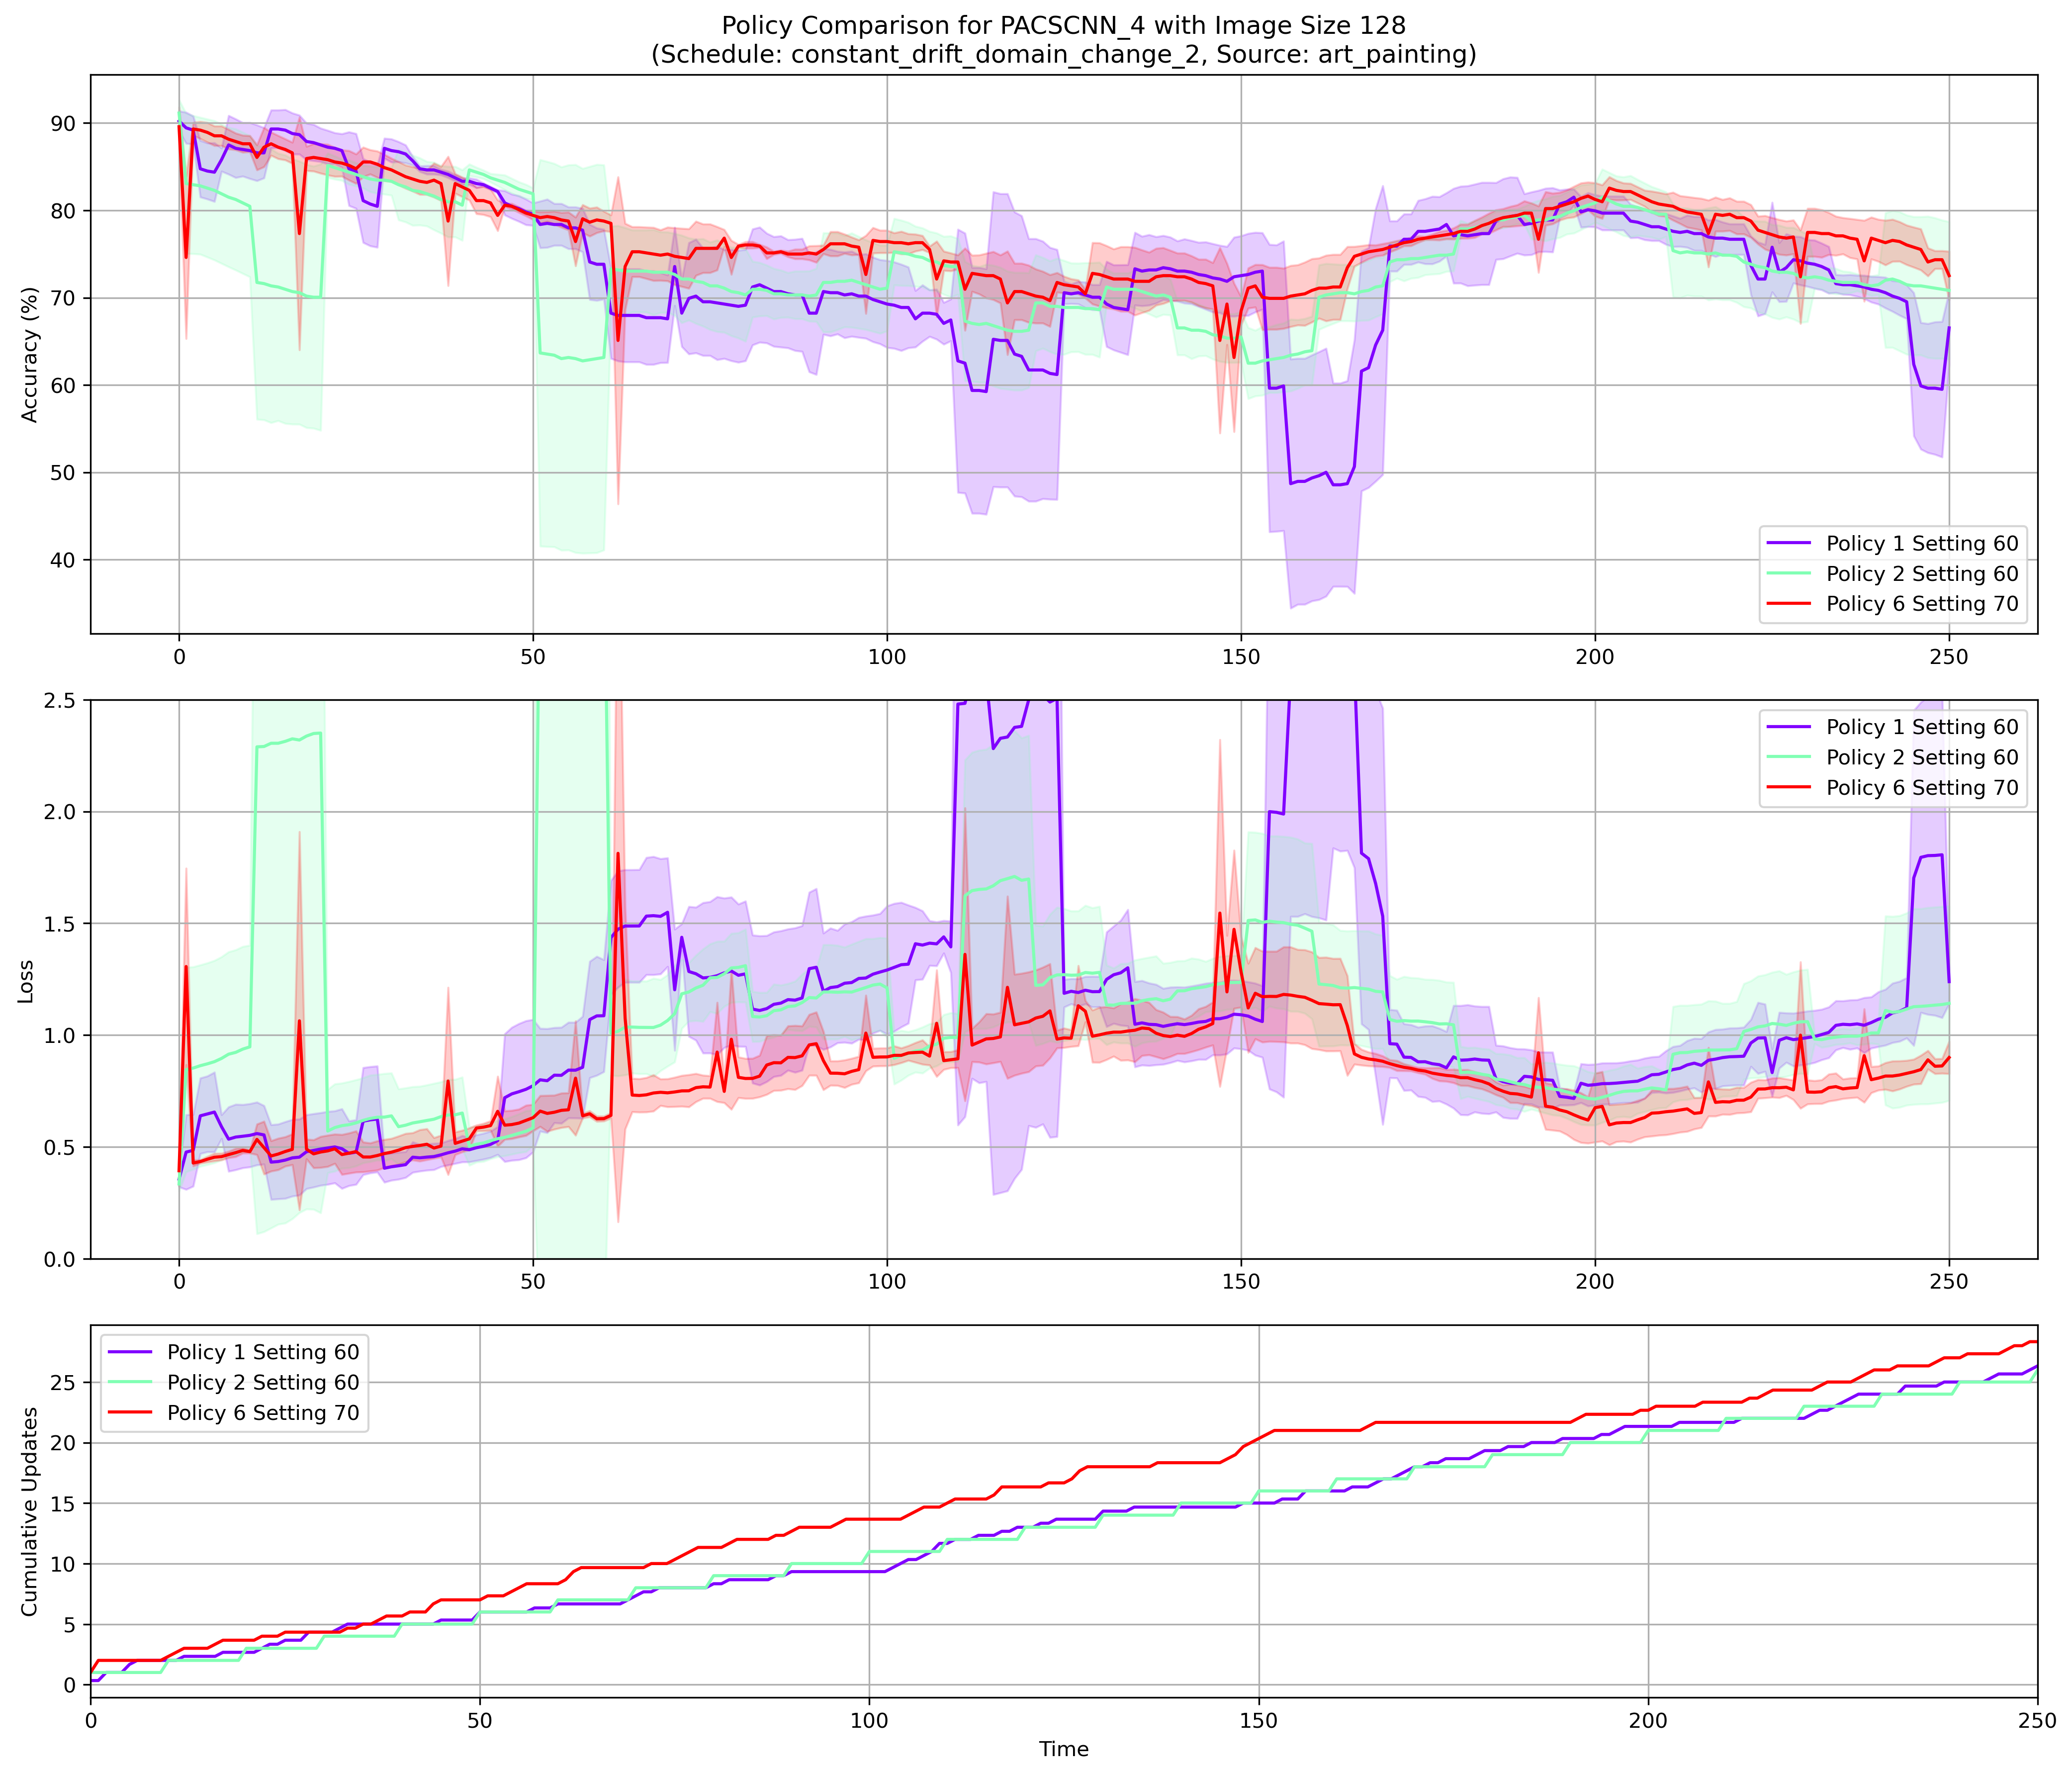 Policy Comparison for PACSCNN_4 with Image Size 128
(Schedule: constant_drift_domain_change_2, Source: art_painting)
Accuracy (%)
90
80
70
60
50
40
0 50 100 150 200 250
Policy 1 Setting 60
Policy 2 Setting 60
Policy 6 Setting 70
Loss
2.5
2.0
1.5
1.0
0.5
0.0
0 50 100 150 200 250
Policy 1 Setting 60
Policy 2 Setting 60
Policy 6 Setting 70
Cumulative Updates
25
20
15
10
5
0
0 50 100 150 200 250
Policy 1 Setting 60
Policy 2 Setting 60
Policy 6 Setting 70
Time